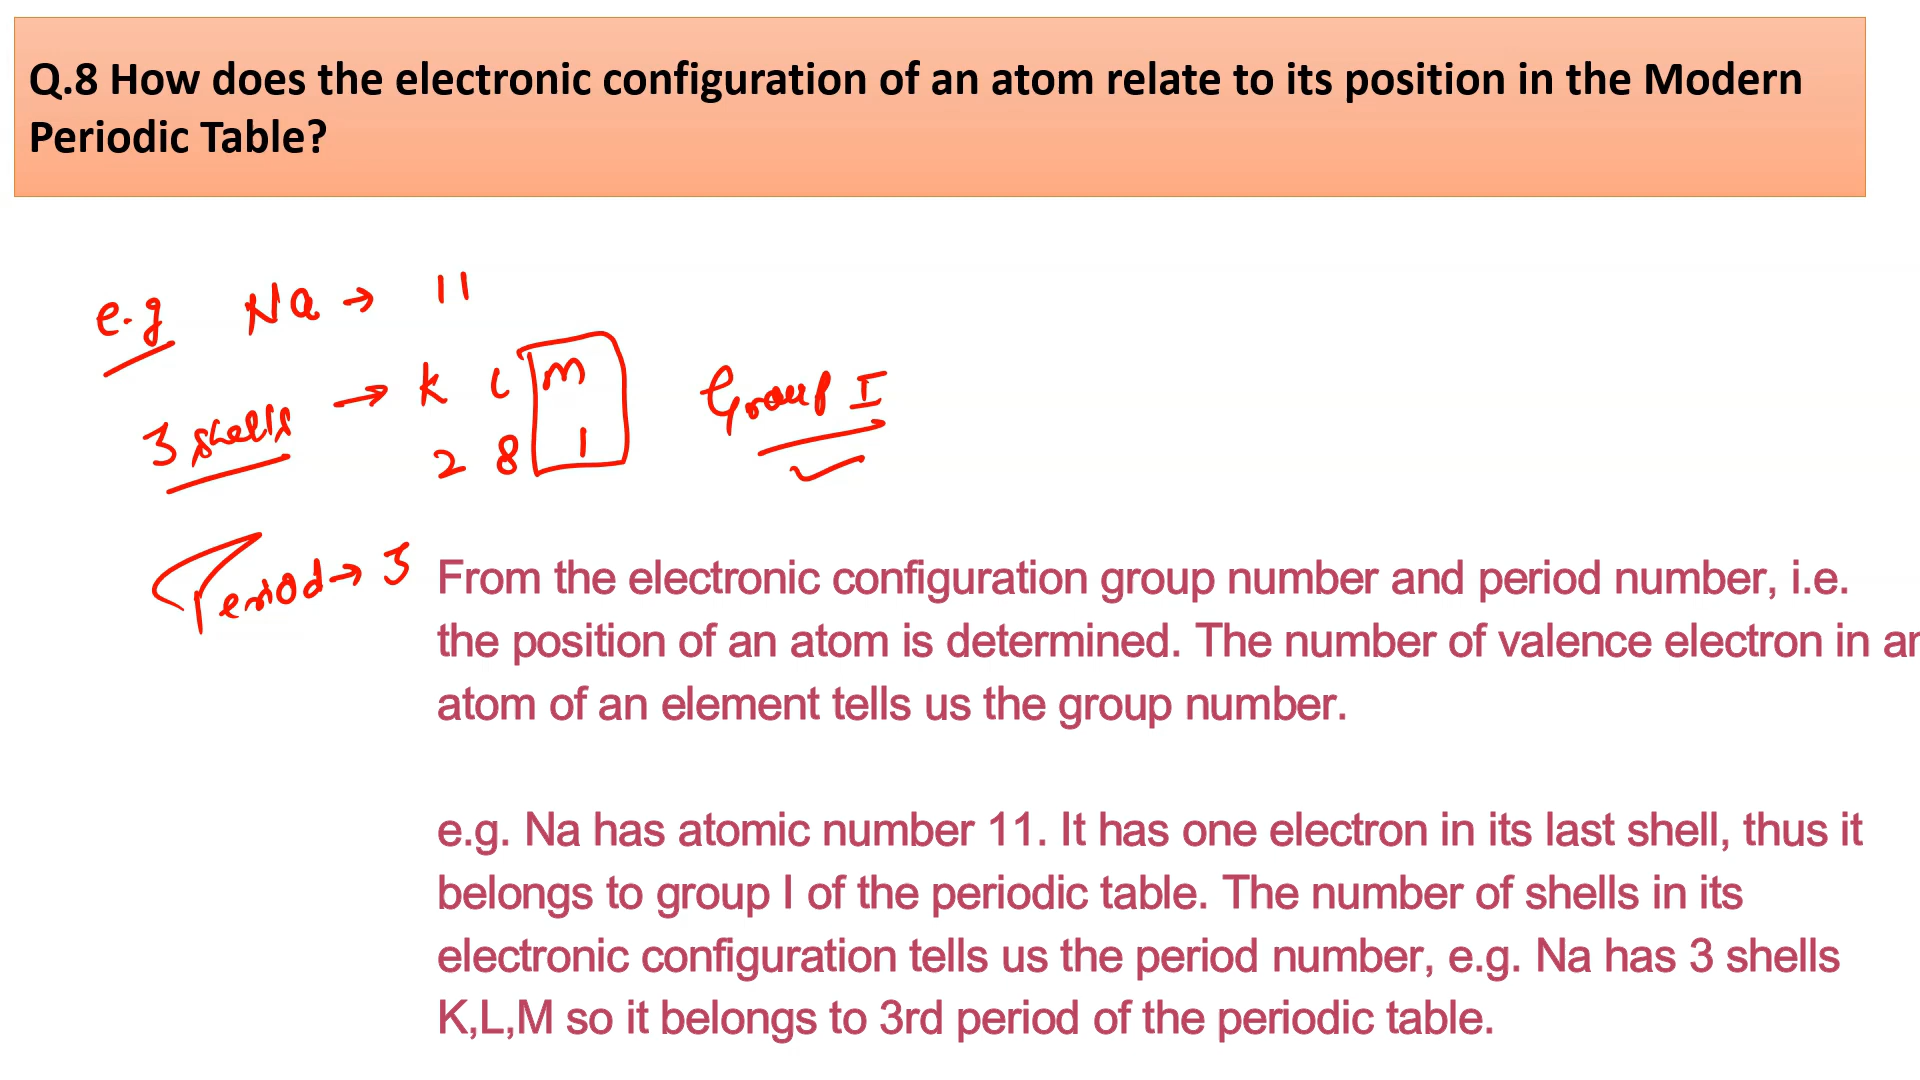 Q.8 How does the electronic configuration of an atom relate to its position in the Modern
Periodic Table?
e.g Na → 11
3 shells → K L M
2 8 1
Group I
Period → 3
From the electronic configuration group number and period number, i.e.
the position of an atom is determined. The number of valence electron in an
atom of an element tells us the group number.
e.g. Na has atomic number 11. It has one electron in its last shell, thus it
belongs to group I of the periodic table. The number of shells in its
electronic configuration tells us the period number, e.g. Na has 3 shells
K,L,M so it belongs to 3rd period of the periodic table.